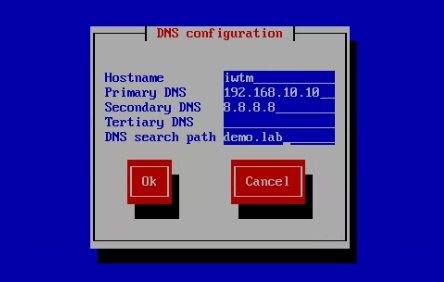 DNS configuration
Hostname iwtm
Primary DNS 192.168.10.10
Secondary DNS 8.8.8.8
Tertiary DNS
DNS search path demo.lab
Ok Cancel